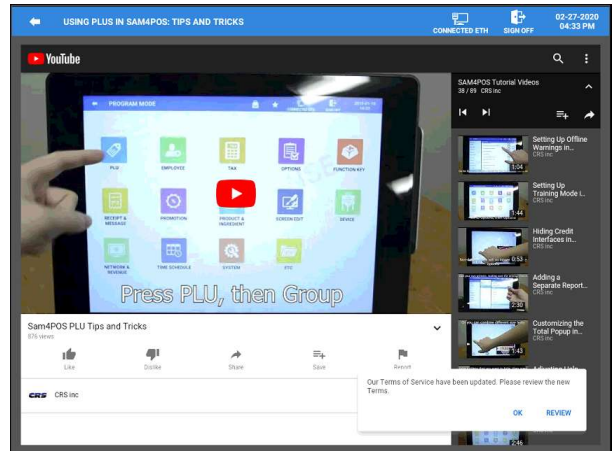 USING PLUS IN SAM4POS: TIPS AND TRICKS
CONNECTED ETH
SIGN OFF
02-27-2020
04:33 PM
YouTube
PROGRAM MODE
PLU
EMPLOYEE
TAX
OPTIONS
FUNCTION KEY
RECEIPT &
MESSAGE
PROMOTION
PRODUCT &
INGREDIENT
SCREEN EDIT
DEVICE
NETWORK &
REVENUE
TIME SCHEDULE
SYSTEM
ETC
Press PLU, then Group
SAM4POS Tutorial Videos
38 / 89 CRS inc
Setting Up Offline
Warnings in...
CRS inc
1:04
Setting Up
Training Mode i...
CRS inc
1:44
Hiding Credit
Interfaces in...
CRS inc
0:53
Adding a
Separate Report...
CRS inc
2:30
Customizing the
Total Popup in...
CRS inc
1:43
Sam4POS PLU Tips and Tricks
876 views
Like
Dislike
Share
Save
Report
CRS
CRS inc
Our Terms of Service have been updated. Please review the new
Terms.
OK
REVIEW
2:46